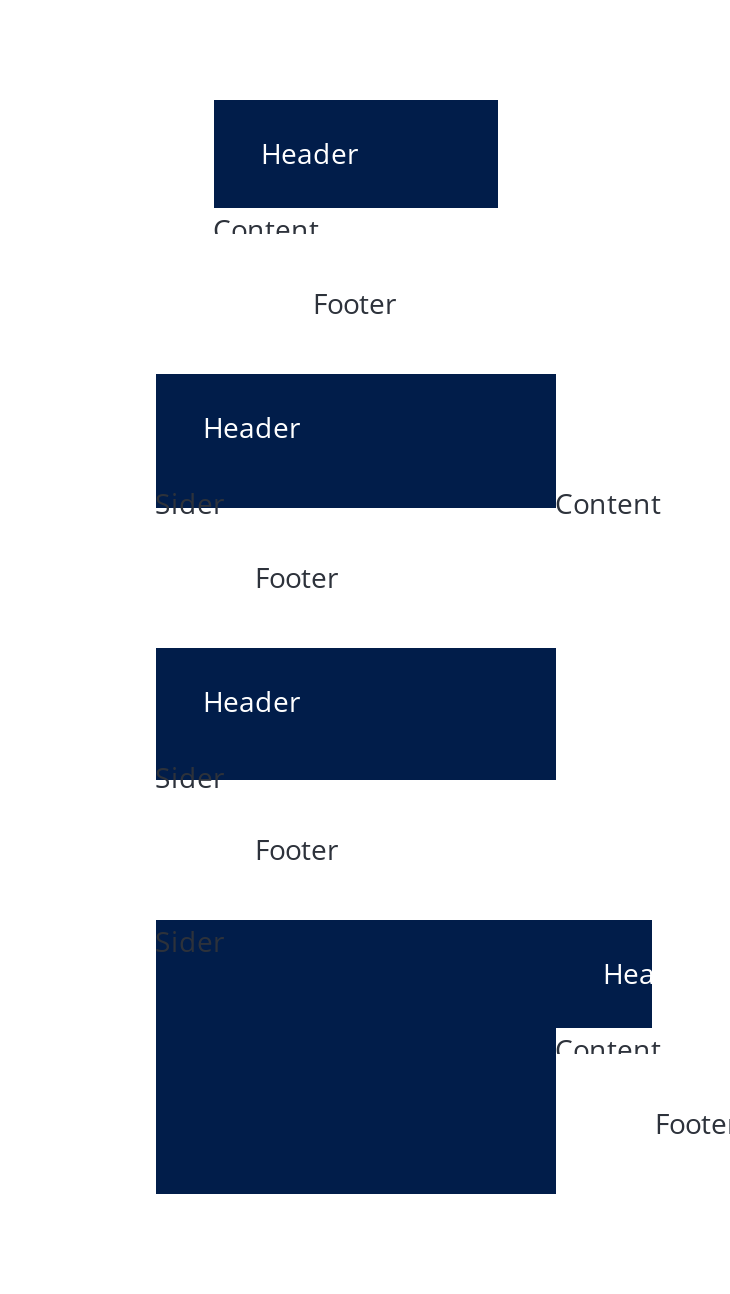 Header
Content
Footer
Header
Sider Content
Footer
Header
Sider
Footer
Sider
Hea
Content
Footer